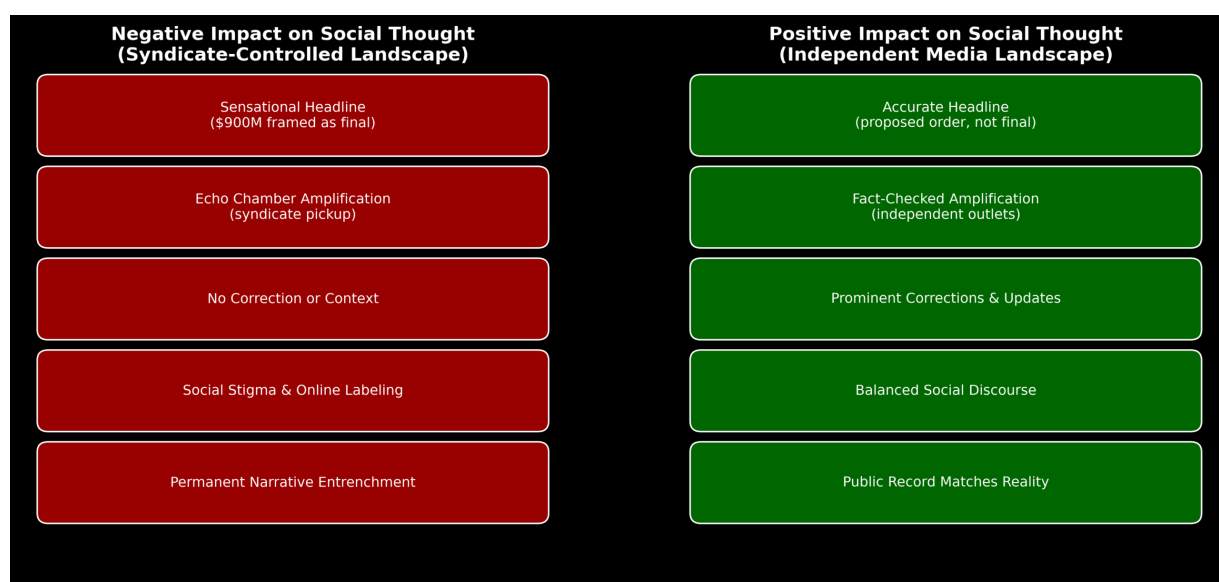 Negative Impact on Social Thought
(Syndicate-Controlled Landscape)
Sensational Headline
($900M framed as final)
Echo Chamber Amplification
(syndicate pickup)
No Correction or Context
Social Stigma & Online Labeling
Permanent Narrative Entrenchment
Positive Impact on Social Thought
(Independent Media Landscape)
Accurate Headline
(proposed order, not final)
Fact-Checked Amplification
(independent outlets)
Prominent Corrections & Updates
Balanced Social Discourse
Public Record Matches Reality